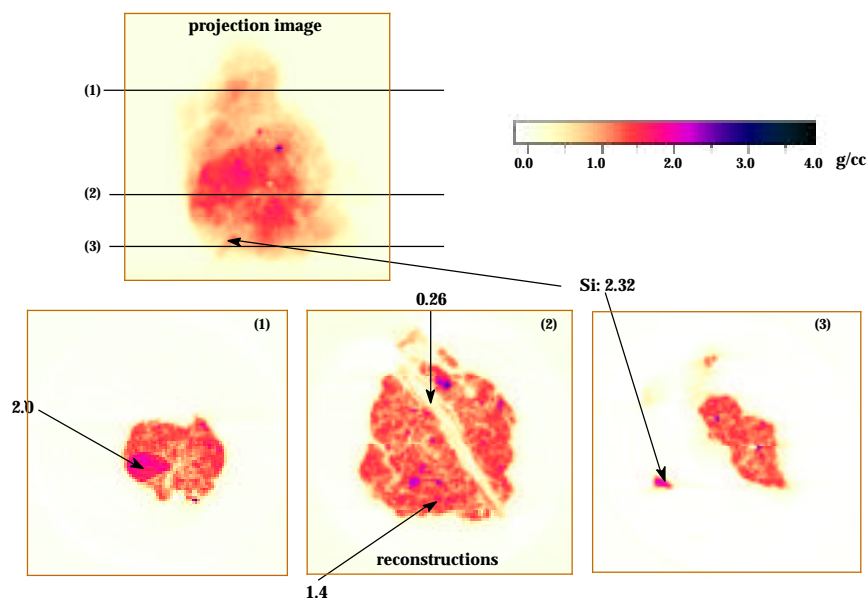 projection image
(1)
(2)
(3)
0.0 1.0 2.0 3.0 4.0
g/cc
Si: 2.32
0.26
(1)
(2)
(3)
2.0
reconstructions
1.4